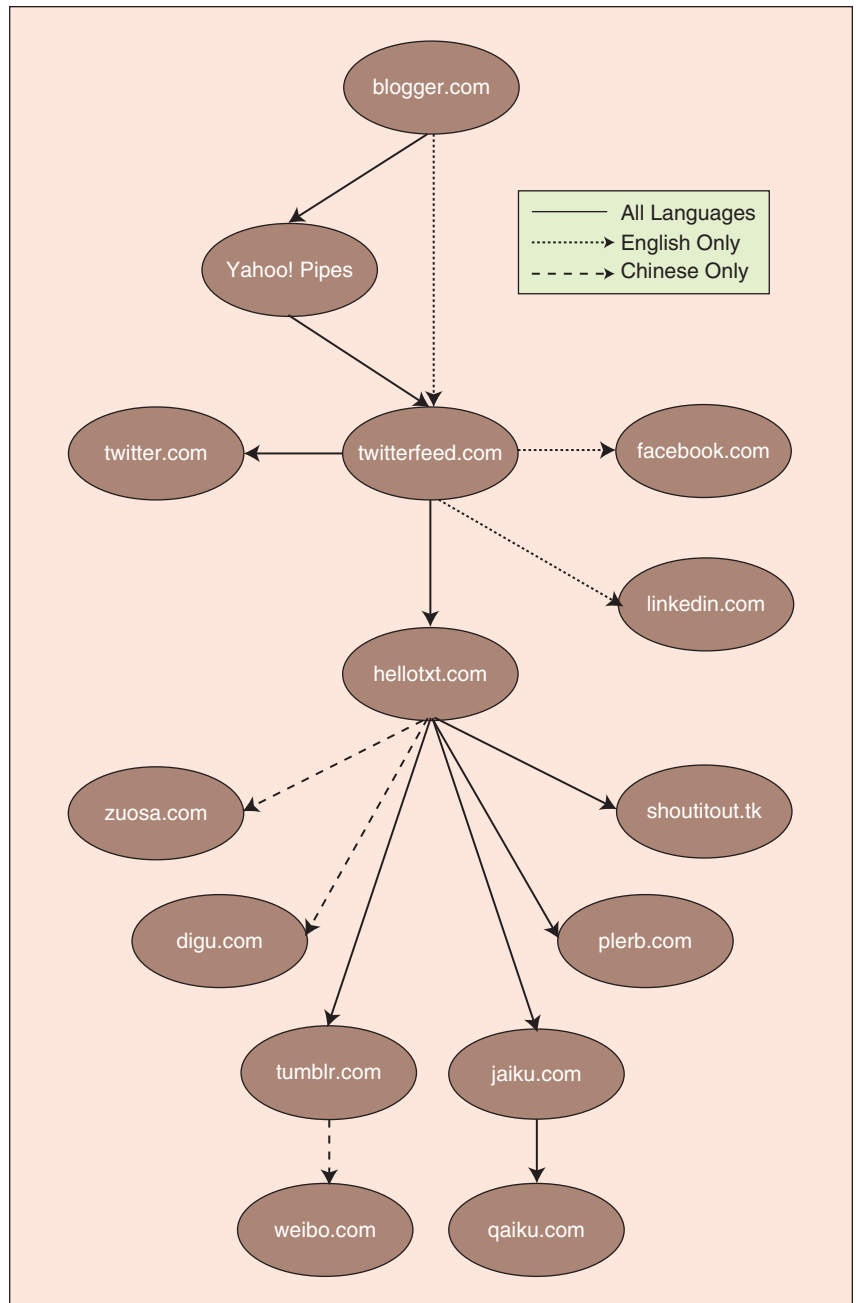 blogger.com
All Languages
English Only
Chinese Only
Yahoo! Pipes
twitter.com
twitterfeed.com
facebook.com
linkedin.com
hellotxt.com
zuosa.com
shoutitout.tk
digu.com
plerb.com
tumblr.com
jaiku.com
weibo.com
qaiku.com